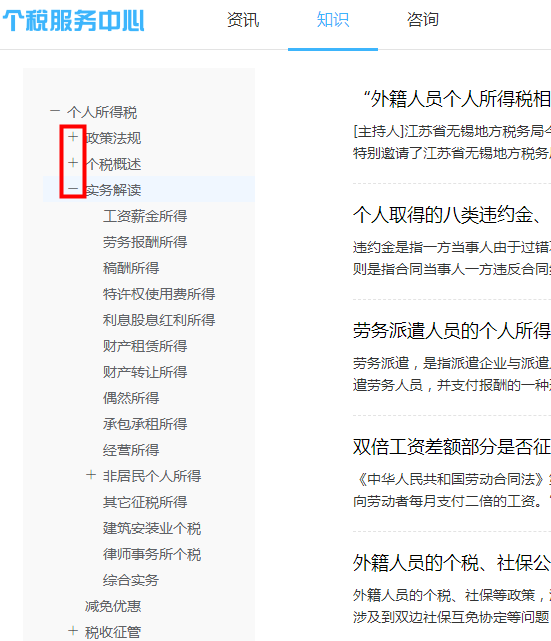 个税服务中心
资讯 知识 咨询
− 个人所得税
+ 政策法规
+ 个税概述
− 实务解读
工资薪金所得
劳务报酬所得
稿酬所得
特许权使用费所得
利息股息红利所得
财产租赁所得
财产转让所得
偶然所得
承包承租所得
经营所得
+ 非居民个人所得
其它征税所得
建筑安装业个税
律师事务所个税
综合实务
减免优惠
+ 税收征管
“外籍人员个人所得税相
[主持人]江苏省无锡地方税务局今
特别邀请了江苏省无锡地方税务局
个人取得的八类违约金、
违约金是指一方当事人由于过错
则是指合同当事人一方违反合同
劳务派遣人员的个人所得
劳务派遣，是指派遣企业与派遣
遣劳务人员，并支付报酬的一种
双倍工资差额部分是否征
《中华人民共和国劳动合同法》
向劳动者每月支付二倍的工资。
外籍人员的个税、社保公
外籍人员的个税、社保等政策，
涉及到双边社保互免协定等问题